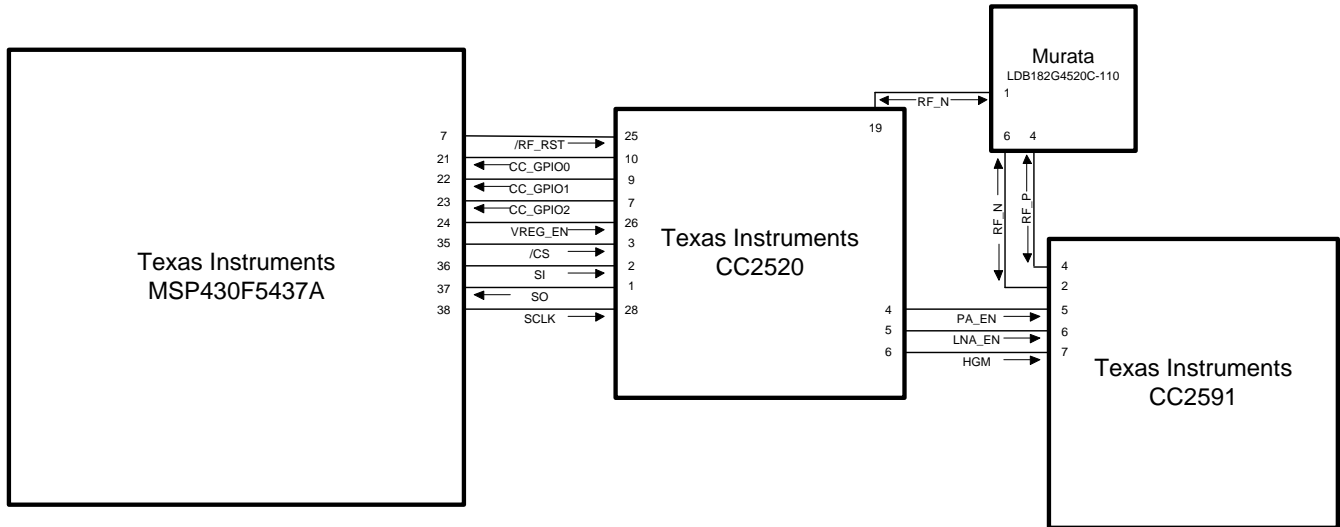 Murata
LDB182G4520C-110
1
RF_N
19
6 4
7 /RF_RST 25
21 CC_GPIO0 10
22 CC_GPIO1 9
23 CC_GPIO2 7
24 VREG_EN 26
35 /CS 3
36 SI 2
37 SO 1
38 SCLK 28
Texas Instruments
MSP430F5437A
Texas Instruments
CC2520
RF_N
RF_P
4
2
4 PA_EN 5
5 LNA_EN 6
6 HGM 7
Texas Instruments
CC2591